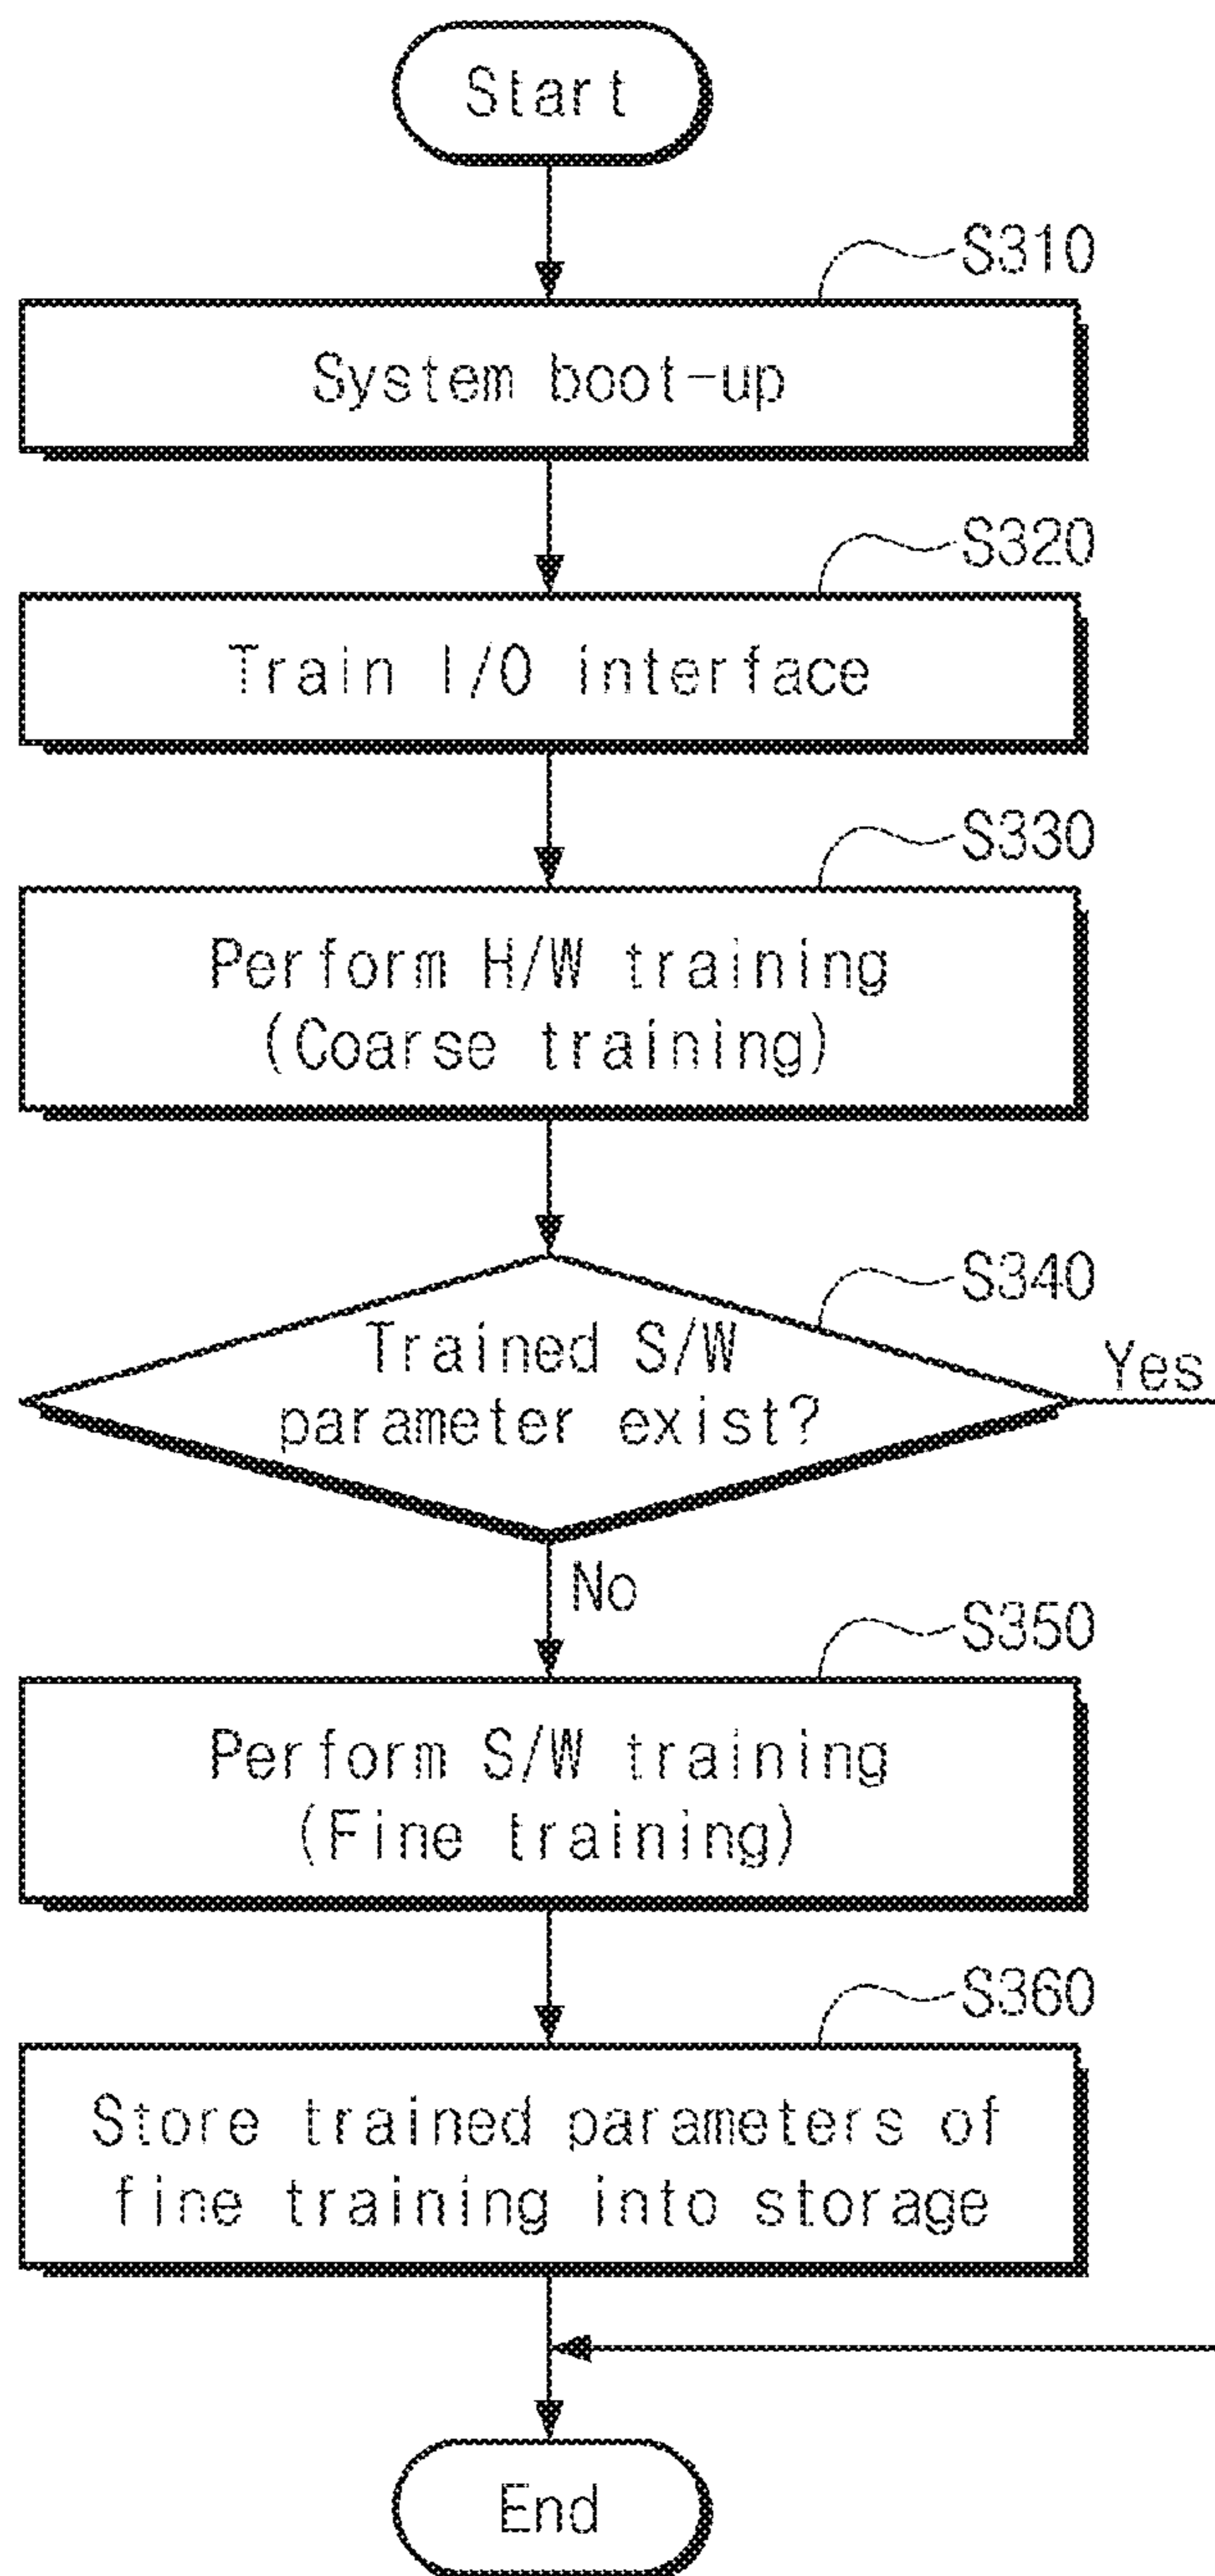 Start
S310
System boot-up
S320
Train I/O interface
S330
Perform H/W training
(Coarse training)
S340
Trained S/W
parameter exist?
Yes
No
S350
Perform S/W training
(Fine training)
S360
Store trained parameters of
fine training into storage
End